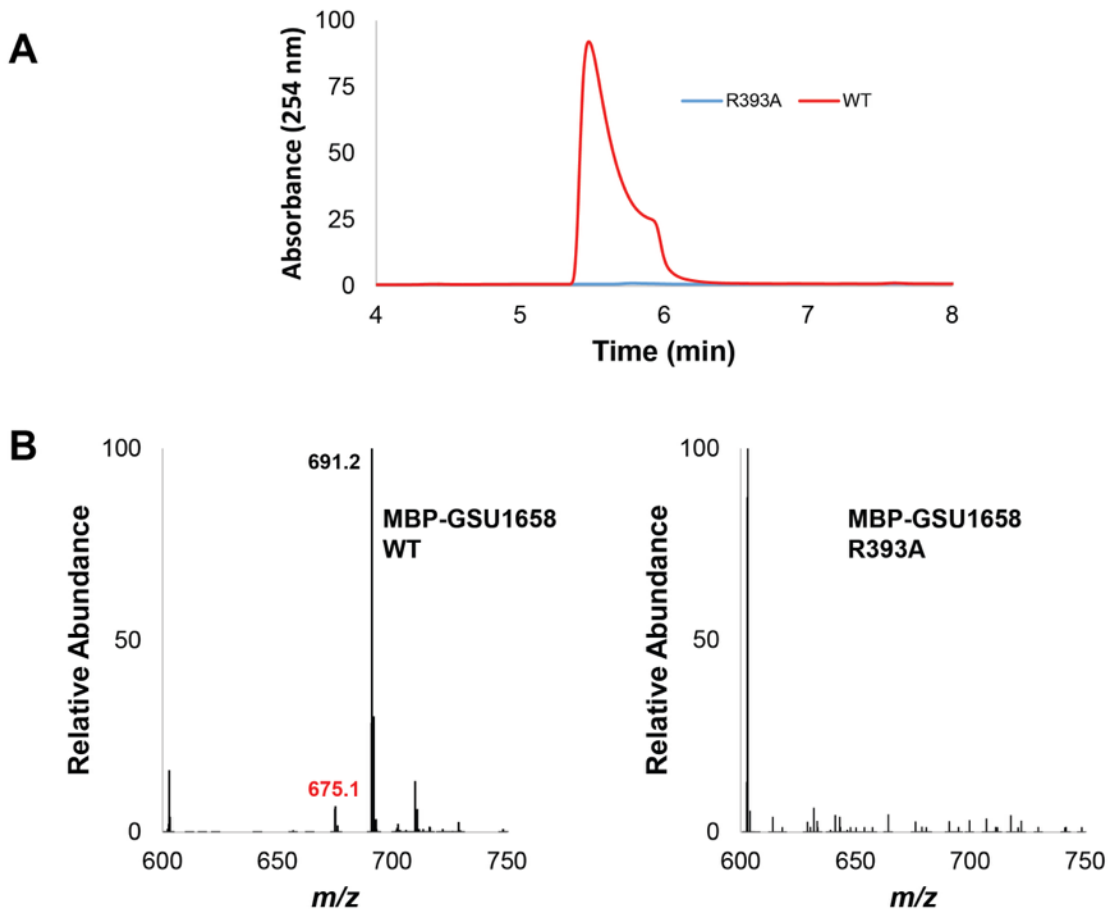 A
Absorbance (254 nm)
100
75
50
25
0
R393A
WT
4
5
6
7
8
Time (min)
B
Relative Abundance
100
50
0
691.2
MBP-GSU1658
WT
675.1
600
650
700
750
m/z
Relative Abundance
100
50
0
MBP-GSU1658
R393A
600
650
700
750
m/z